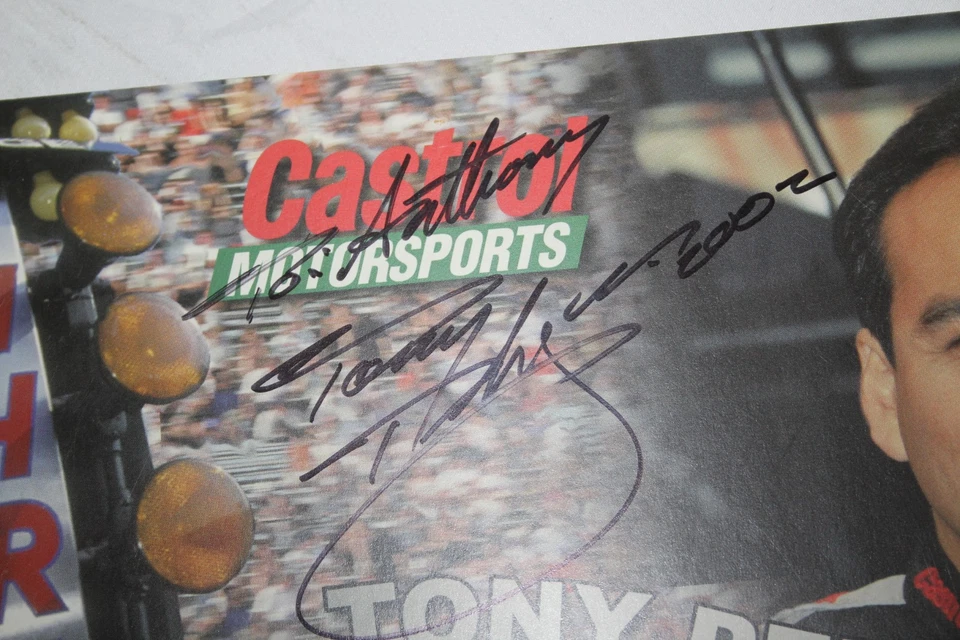 Castrol
MOTORSPORTS
To: Anthony
2002
Tony
H
R
TONY